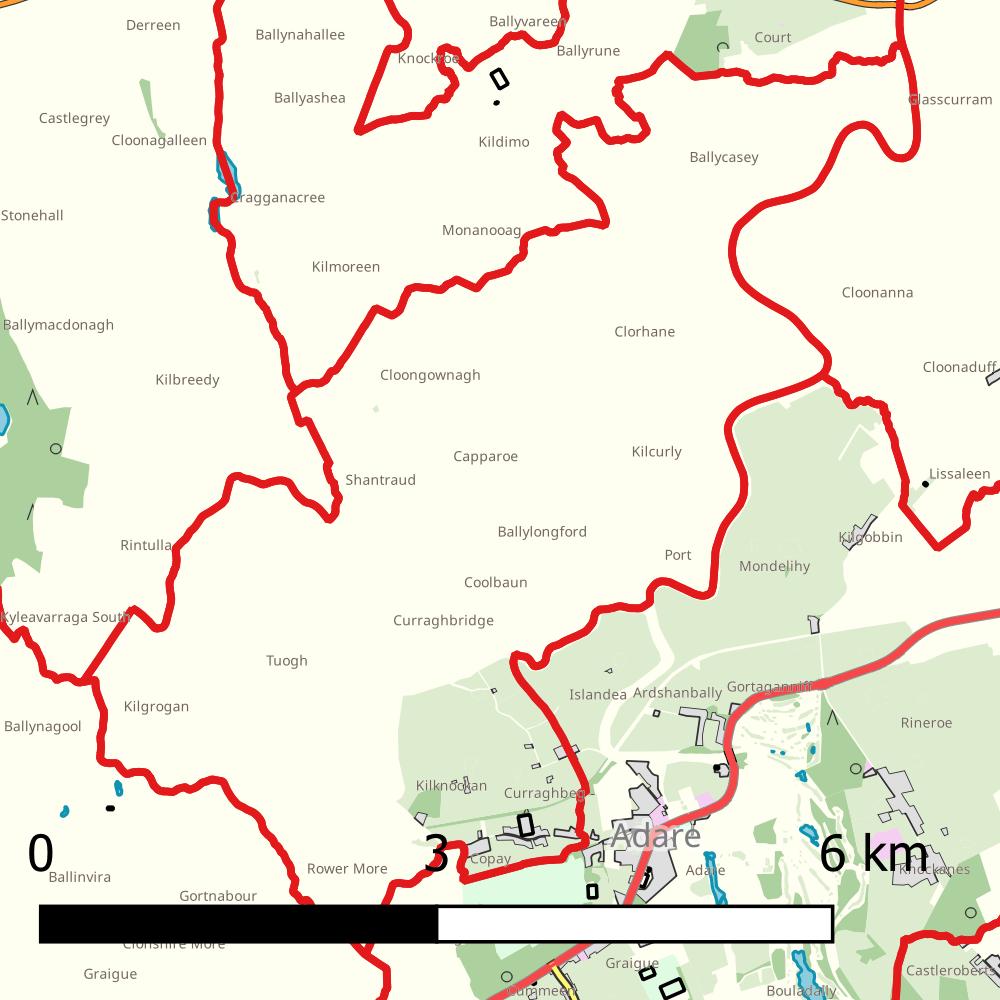 Ballyvareen
Derreen
Ballynahallee
Court
Ballyrune
Knockroe
Ballyashea
Glasscurram
Castlegrey
Cloonagalleen
Kildimo
Ballycasey
Cragganacree
Stonehall
Monanooag
Kilmoreen
Cloonanna
Ballymacdonagh
Clorhane
Cloonaduff
Kilbreedy
Cloongownagh
Kilcurly
Capparoe
Lissaleen
Shantraud
Ballylongford
Kilgobbin
Rintulla
Port
Mondelihy
Coolbaun
Kyleavarraga South
Curraghbridge
Tuogh
Gortaganniff
Islandea
Ardshanbally
Kilgrogan
Rineroe
Ballynagool
Kilknockan
Curraghbeg
Adare
0
3
6 km
Copay
Rower More
Adare
Knockanes
Ballinvira
Gortnabour
Clonshire More
Graigue
Graigue
Castleroberts
Cummeen
Bouladally